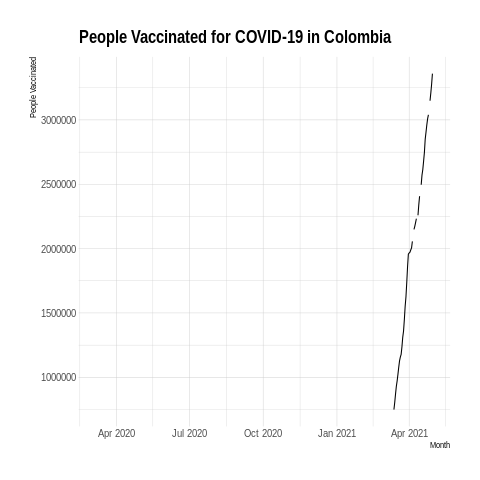 People Vaccinated for COVID-19 in Colombia
People Vaccinated
3000000
2500000
2000000
1500000
1000000
Apr 2020 Jul 2020 Oct 2020 Jan 2021 Apr 2021
Month